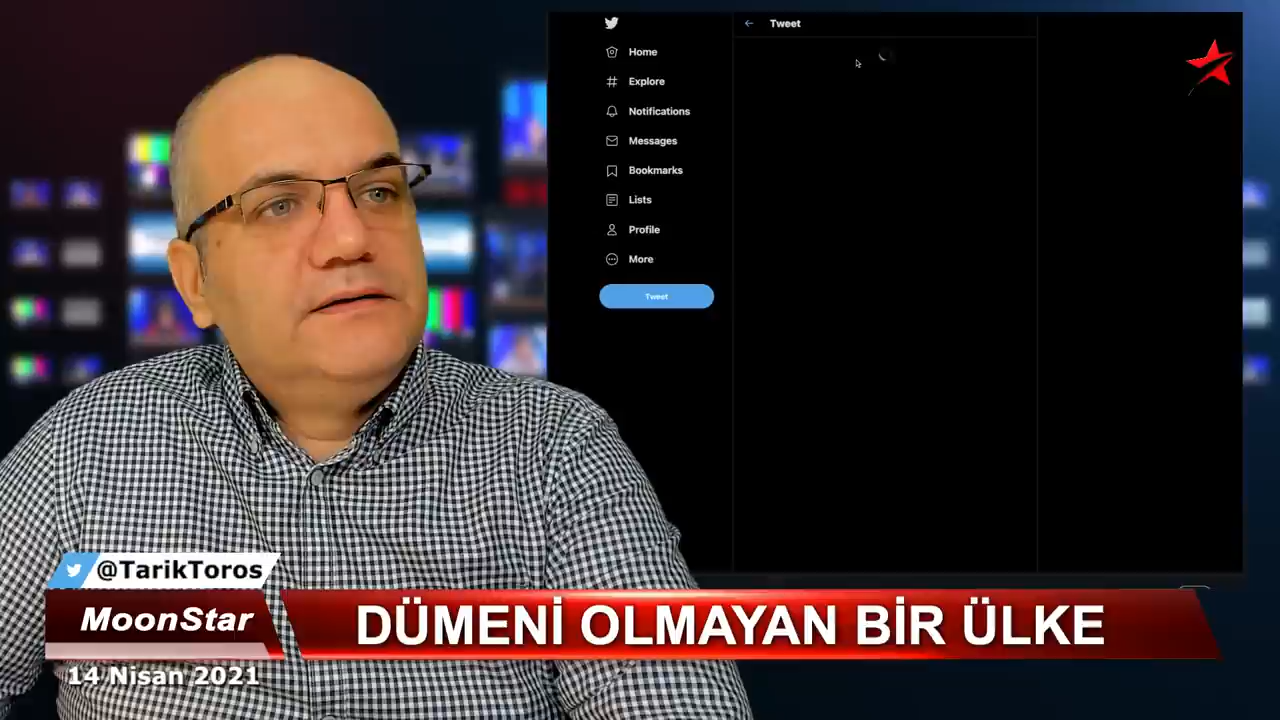 Tweet
Home
Explore
Notifications
Messages
Bookmarks
Lists
Profile
More
Tweet
@TarikToros
MoonStar
DÜMENİ OLMAYAN BİR ÜLKE
14 Nisan 2021